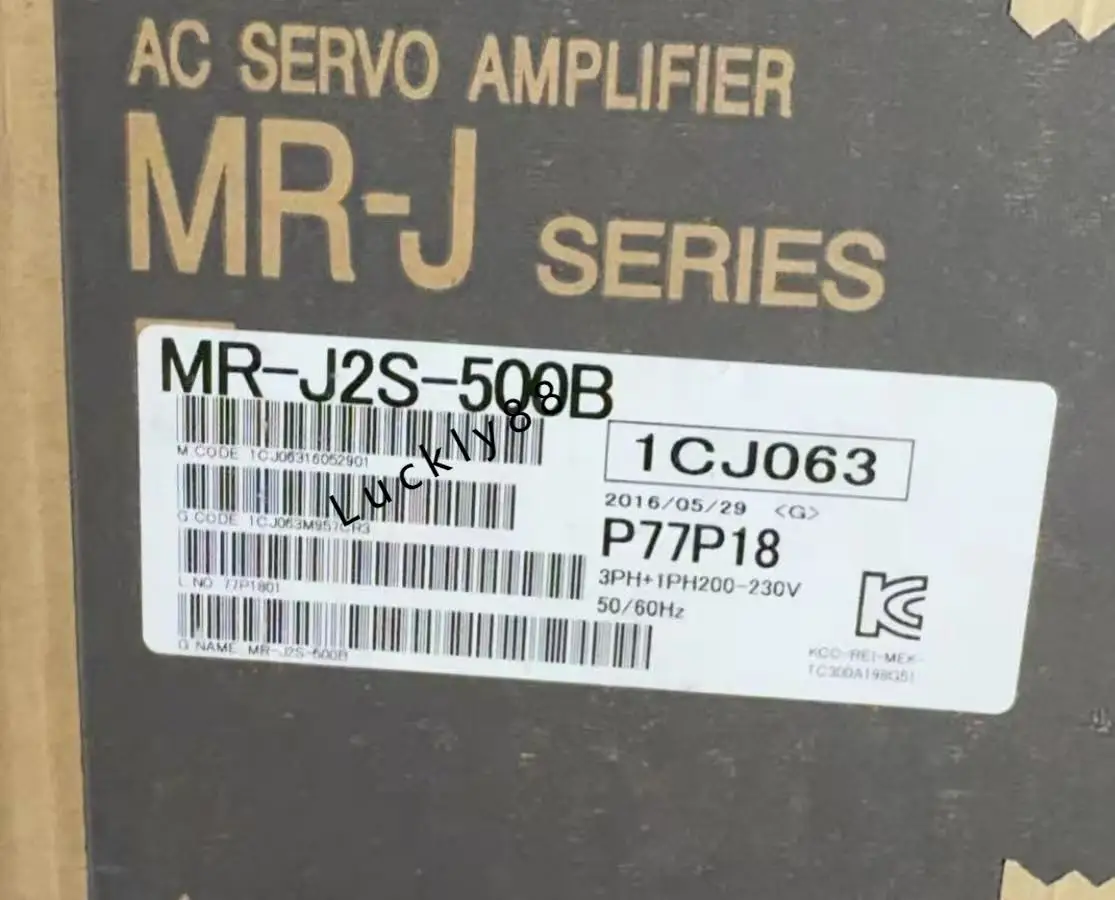 AC SERVO AMPLIFIER
MR-J SERIES
MR-J2S-500B
M.CODE 1CJ06316052901
1CJ063
2016/05/29 <G>
G.CODE 1CJ063M957
P77P18
3PH+1PH200-230V
50/60Hz
L.NO 77P1801
G.NAME MR-J2S-500B
KCC-REI-MEK-
TC300A198G51
Luckly88